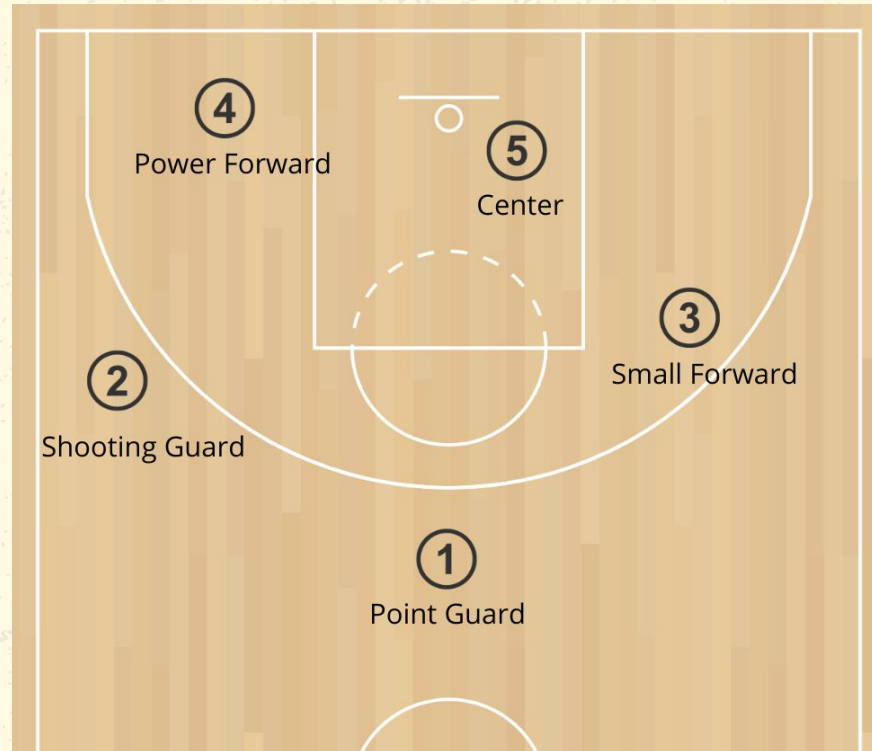 4
Power Forward
5
Center
3
Small Forward
2
Shooting Guard
1
Point Guard